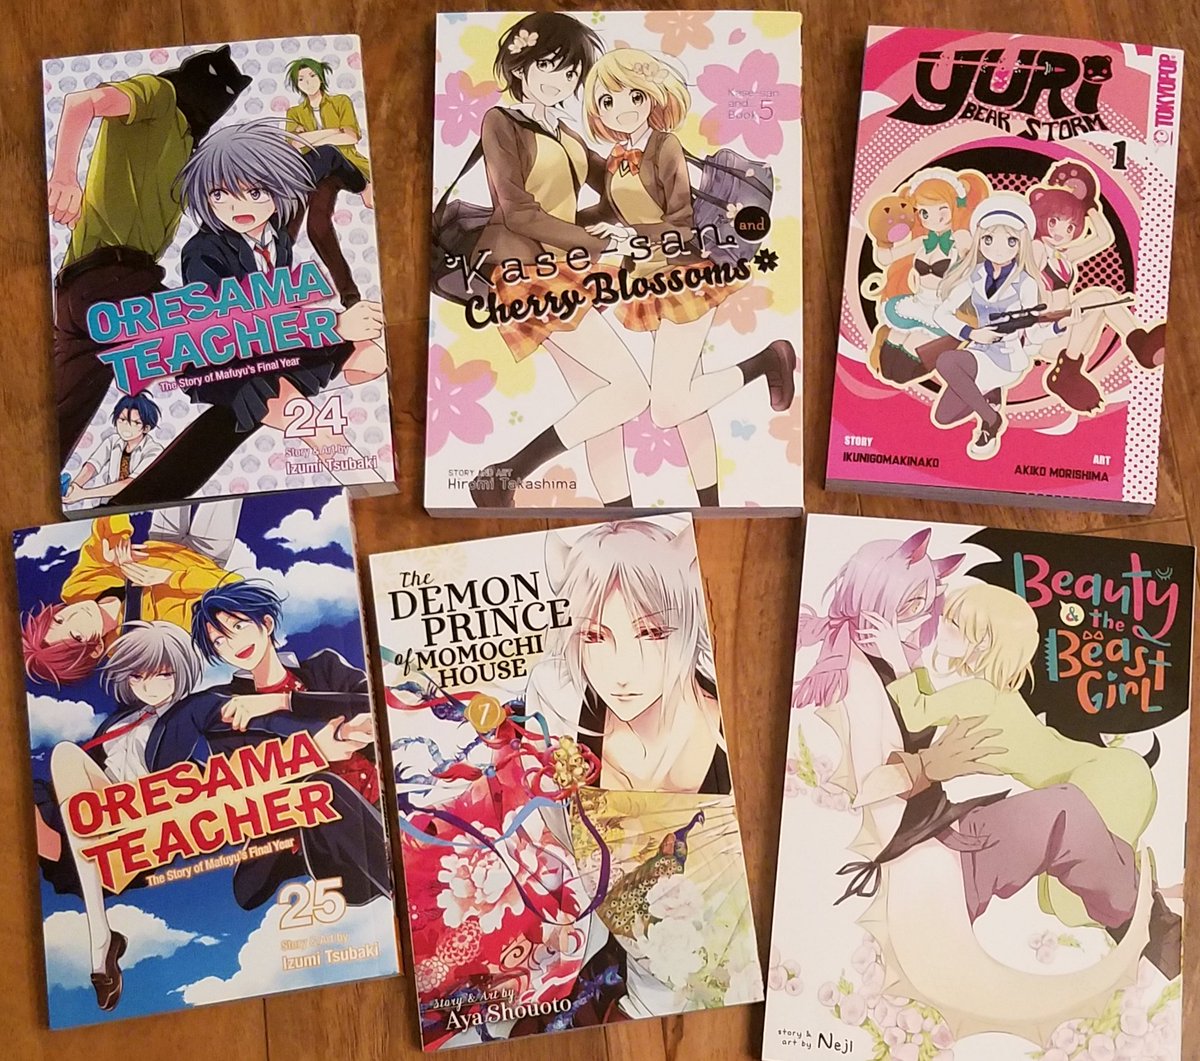 ORESAMA
TEACHER
The Story of Mafuyu's Final Year
24
Story & Art by
Izumi Tsubaki
Kase-san
and
Book 5
Kase-san and
Cherry Blossoms
STORY AND ART
Hiromi Takashima
YURI
BEAR STORM
1
TOKYOPOP
STORY
IKUNIGOMAKINAKO
ART
AKIKO MORISHIMA
ORESAMA
TEACHER
The Story of Mafuyu's Final Year
25
Story & Art by
Izumi Tsubaki
The
DEMON
PRINCE
of MOMOCHI
HOUSE
7
Story & Art by
Aya Shouoto
Beauty
& the
Beast
Girl
story &
art by Neji